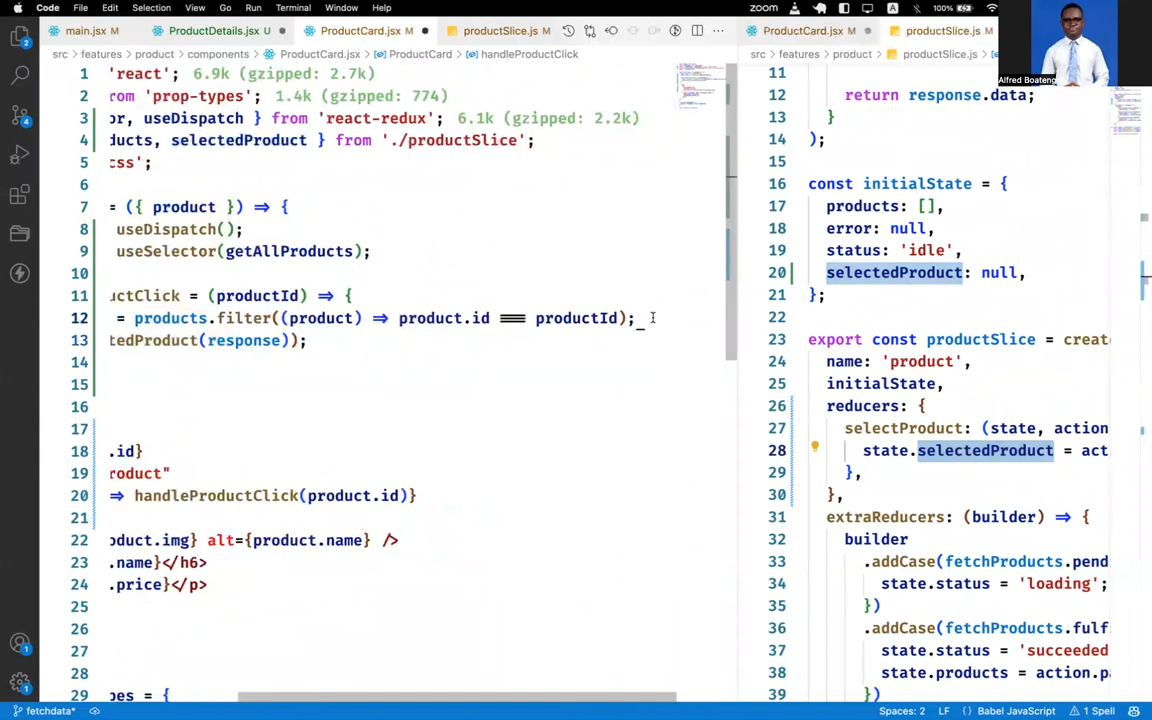 Code File Edit Selection View Go Run Terminal Window Help zoom A 100%
main.jsx M ProductDetails.jsx U ProductCard.jsx M productSlice.js M ProductCard.jsx M productSlice.js
src > features > product > components > ProductCard.jsx > ProductCard > handleProductClick
src > features > product > productSlice.js
Alfred Boateng
1 'react'; 6.9k (gzipped: 2.7k)
2 from 'prop-types'; 1.4k (gzipped: 774)
3 or, useDispatch } from 'react-redux'; 6.1k (gzipped: 2.2k)
4 ducts, selectedProduct } from './productSlice';
5 css';
6
7 = ({ product }) => {
8 useDispatch();
9 useSelector(getAllProducts);
10
11 uctClick = (productId) => {
12 = products.filter((product) => product.id === productId);
13 tedProduct(response));
14
15
16
17
18 .id}
19 roduct"
20 => handleProductClick(product.id)}
21
22 oduct.img} alt={product.name} />
23 .name}</h6>
24 .price}</p>
25
26
27
28
29 pes = {
11
12 return response.data;
13 }
14 );
15
16 const initialState = {
17 products: [],
18 error: null,
19 status: 'idle',
20 selectedProduct: null,
21 };
22
23 export const productSlice = creat
24 name: 'product',
25 initialState,
26 reducers: {
27 selectProduct: (state, action
28 state.selectedProduct = act
29 },
30 },
31 extraReducers: (builder) => {
32 builder
33 .addCase(fetchProducts.pend
34 state.status = 'loading';
35 })
36 .addCase(fetchProducts.fulf
37 state.status = 'succeeded
38 state.products = action.pa
39 })
2
4
1
1
fetchdata* Spaces: 2 LF {} Babel JavaScript 1 Spell